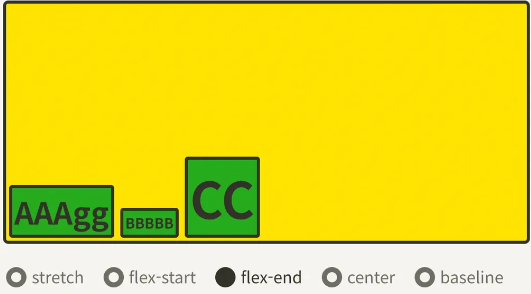 AAAgg BBBBB CC
stretch flex-start flex-end center baseline